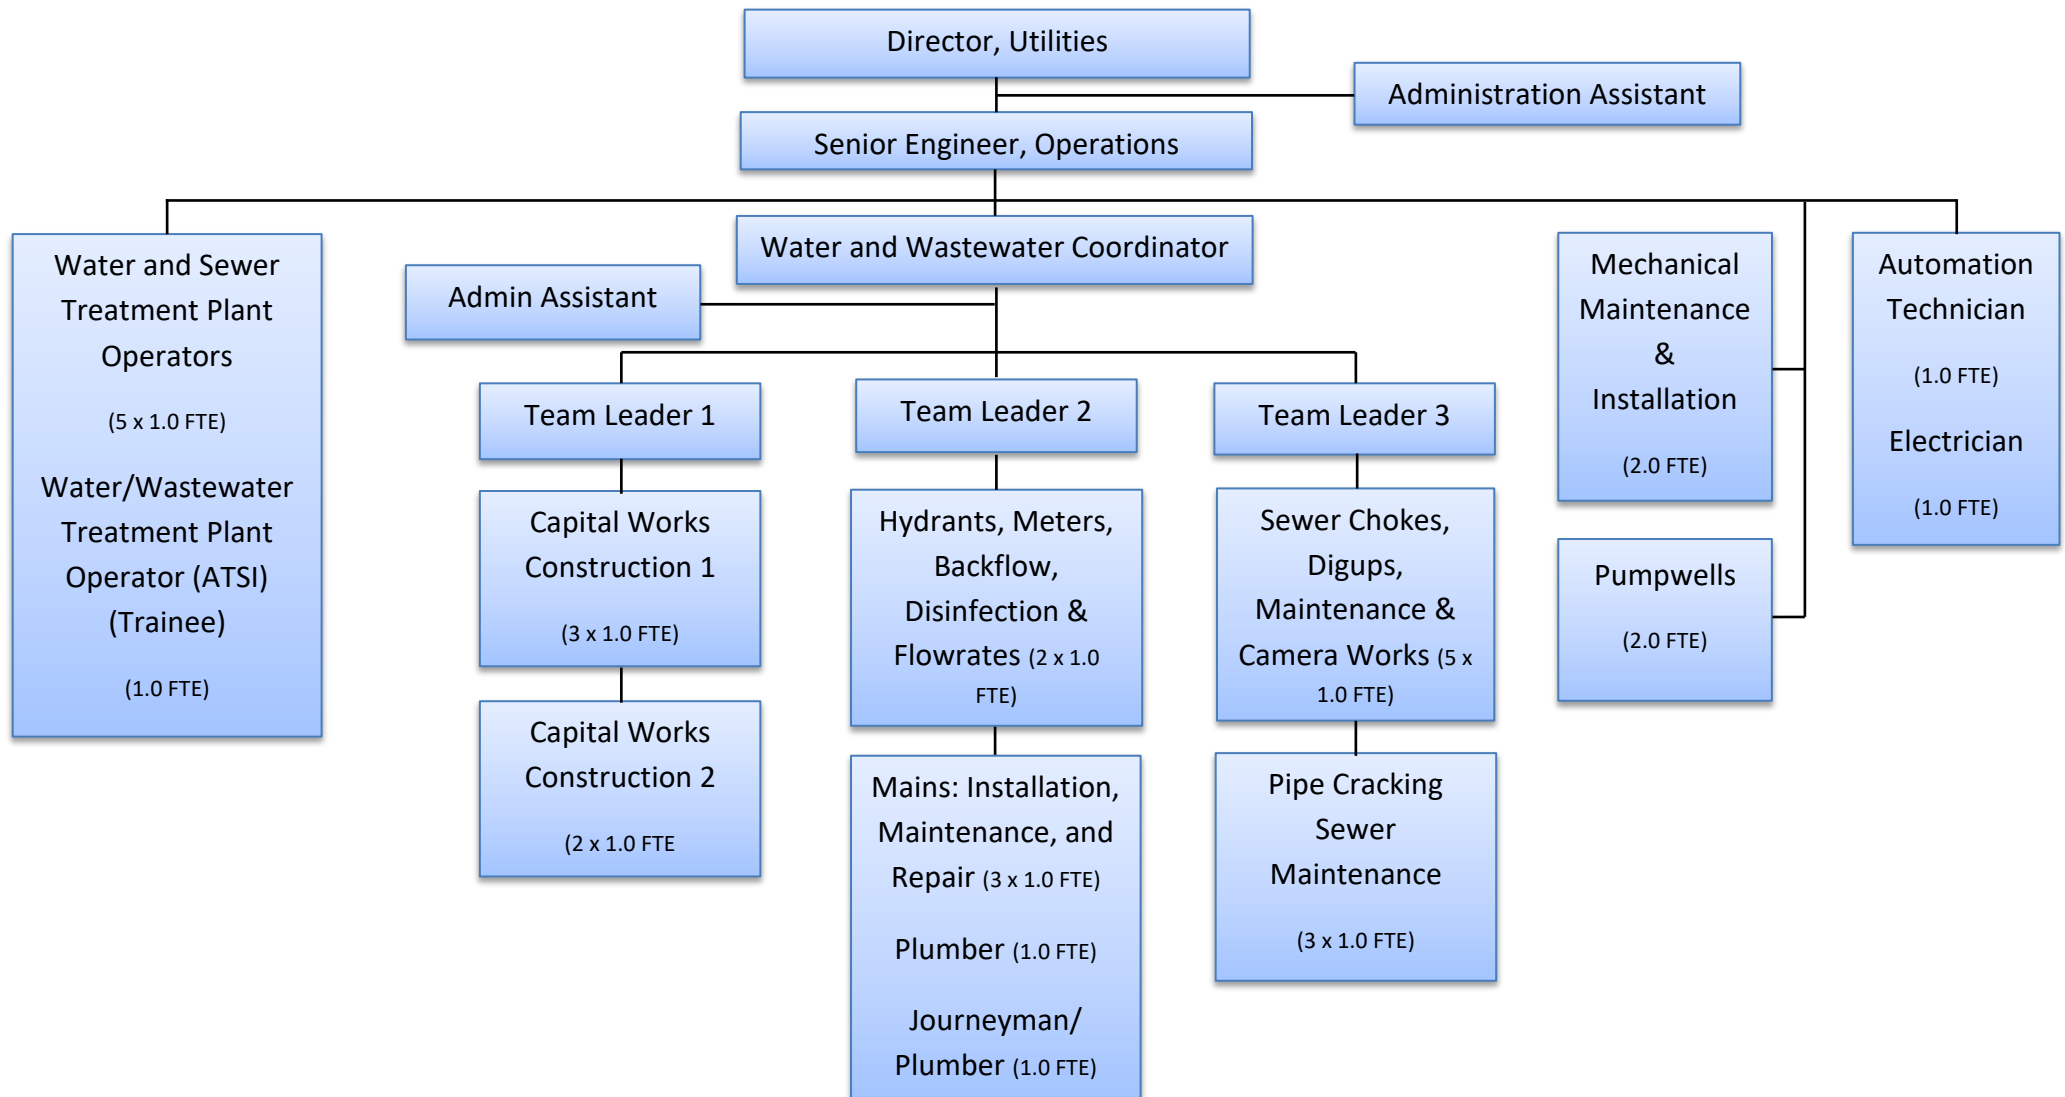 Director, Utilities
Administration Assistant
Senior Engineer, Operations
Water and Sewer
Treatment Plant
Operators
(5 x 1.0 FTE)
Water/Wastewater
Treatment Plant
Operator (ATSI)
(Trainee)
(1.0 FTE)
Water and Wastewater Coordinator
Admin Assistant
Team Leader 1
Capital Works
Construction 1
(3 x 1.0 FTE)
Capital Works
Construction 2
(2 x 1.0 FTE
Team Leader 2
Hydrants, Meters,
Backflow,
Disinfection &
Flowrates (2 x 1.0
FTE)
Mains: Installation,
Maintenance, and
Repair (3 x 1.0 FTE)
Plumber (1.0 FTE)
Journeyman/
Plumber (1.0 FTE)
Team Leader 3
Sewer Chokes,
Digups,
Maintenance &
Camera Works (5 x
1.0 FTE)
Pipe Cracking
Sewer
Maintenance
(3 x 1.0 FTE)
Mechanical
Maintenance
&
Installation
(2.0 FTE)
Pumpwells
(2.0 FTE)
Automation
Technician
(1.0 FTE)
Electrician
(1.0 FTE)